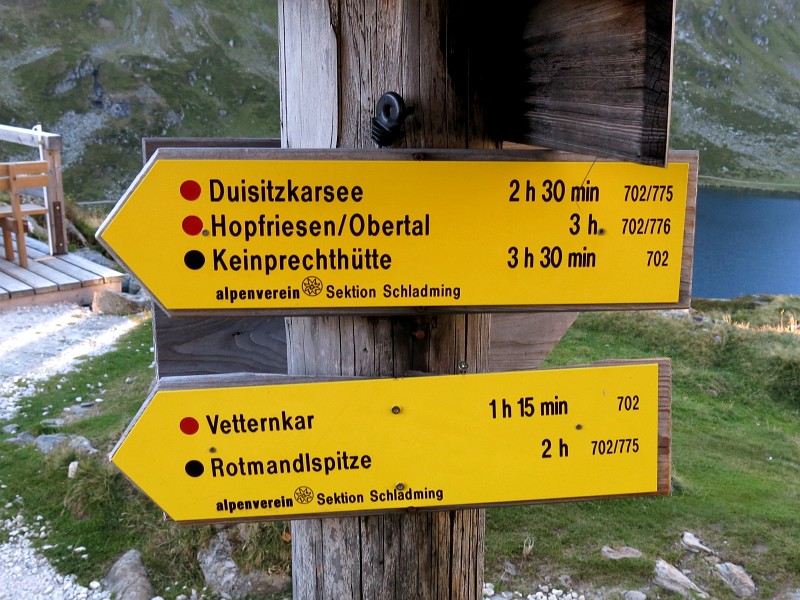 Duisitzkarsee 2 h 30 min 702/775
Hopfriesen/Obertal 3 h 702/776
Keinprechthütte 3 h 30 min 702
alpenverein Sektion Schladming
Vetternkar 1 h 15 min 702
Rotmandlspitze 2 h 702/775
alpenverein Sektion Schladming